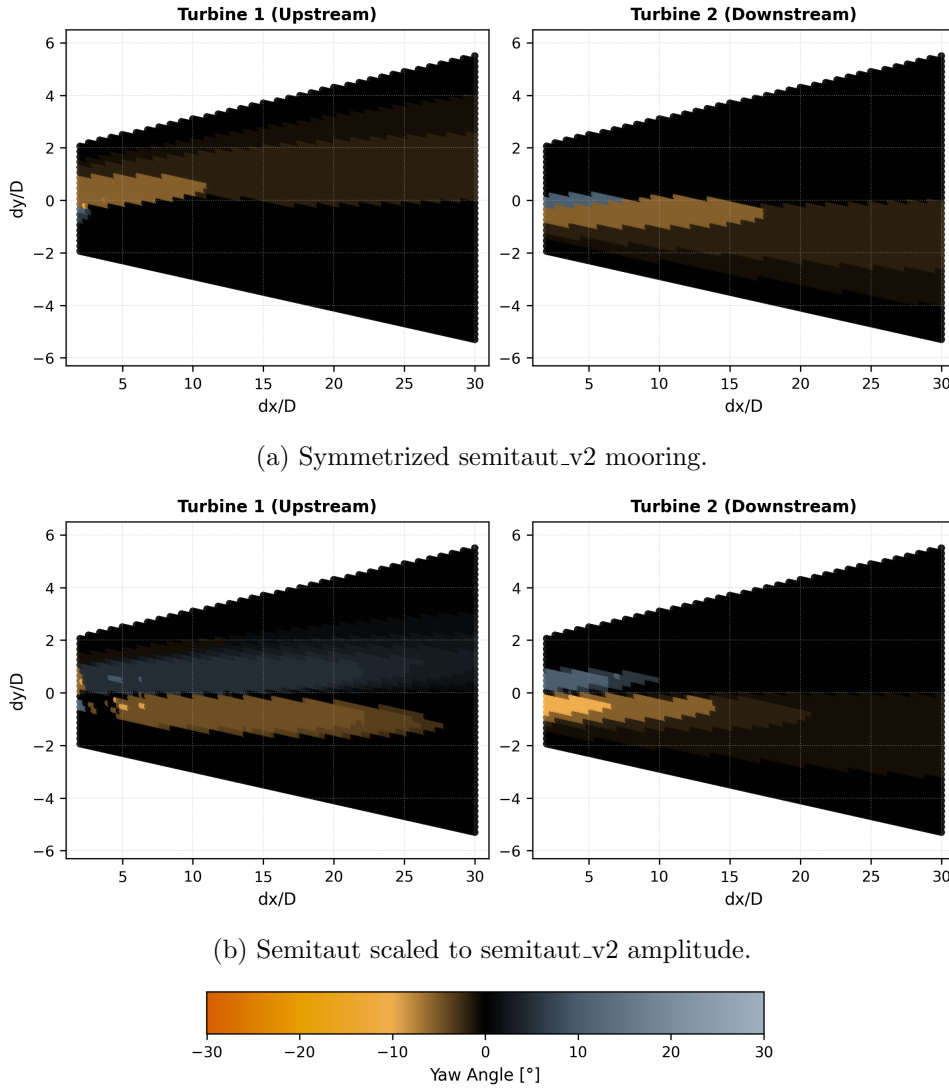 Turbine 1 (Upstream) Turbine 2 (Downstream)
6 6
4 4
2 2
0 0
−2 −2
−4 −4
−6 −6
dy/D
5 10 15 20 25 30 5 10 15 20 25 30
dx/D dx/D
(a) Symmetrized semitaut_v2 mooring.
Turbine 1 (Upstream) Turbine 2 (Downstream)
6 6
4 4
2 2
0 0
−2 −2
−4 −4
−6 −6
dy/D
5 10 15 20 25 30 5 10 15 20 25 30
dx/D dx/D
(b) Semitaut scaled to semitaut_v2 amplitude.
−30 −20 −10 0 10 20 30
Yaw Angle [°]